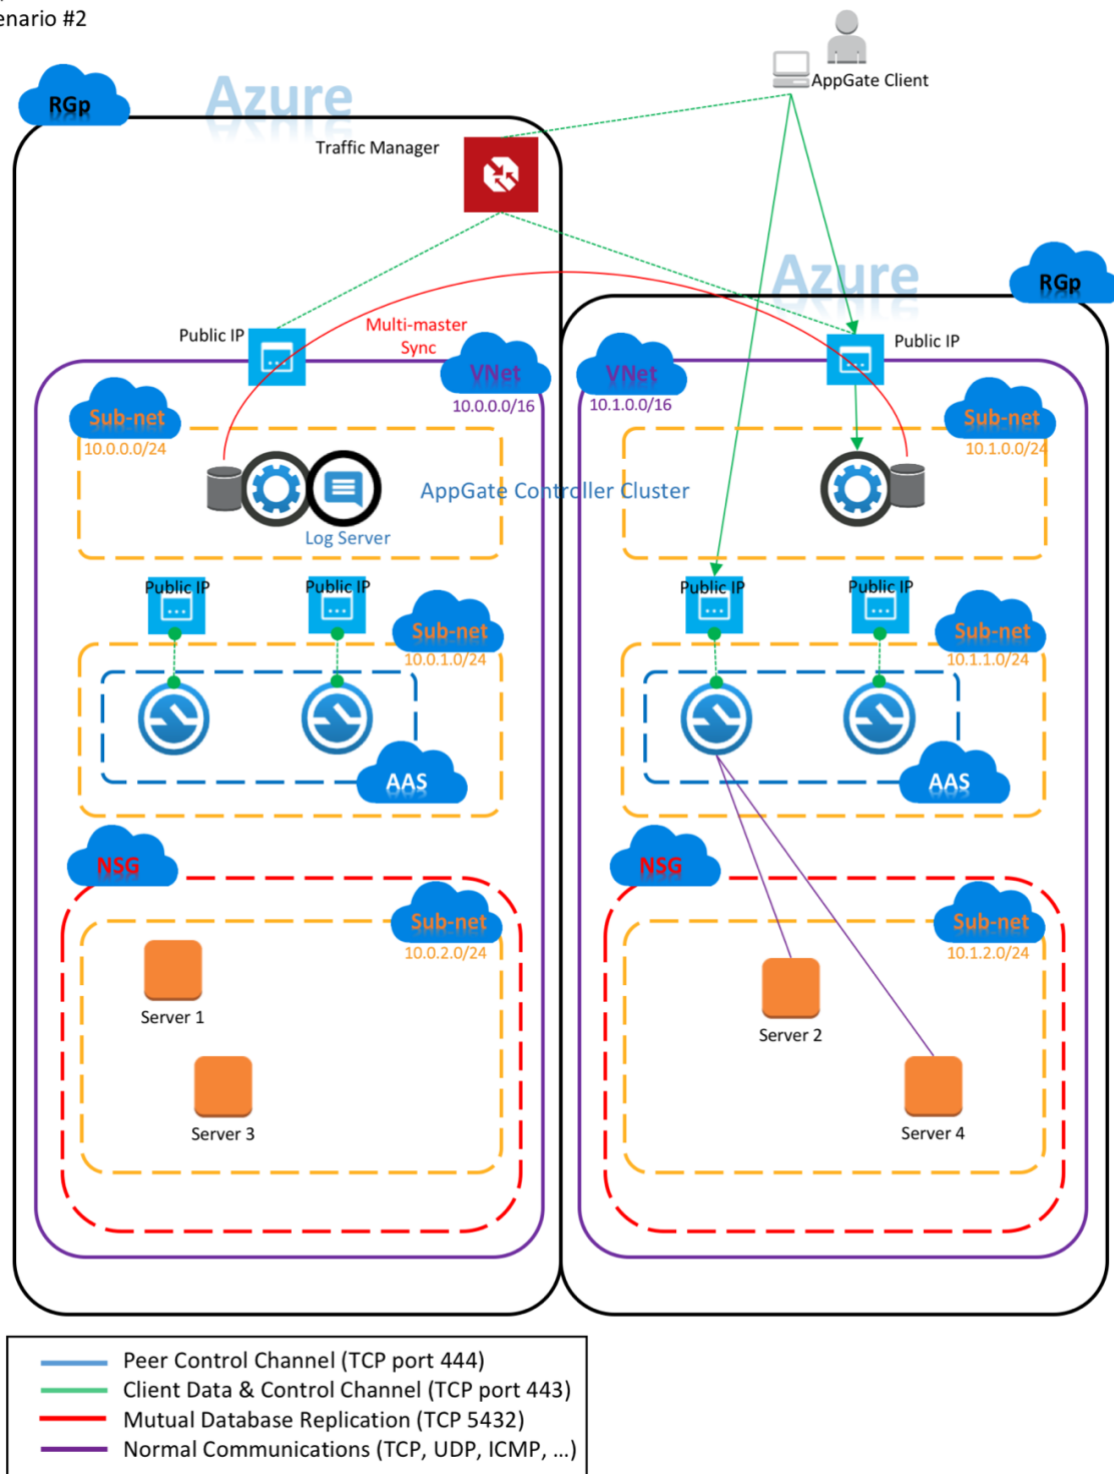 enario #2
AppGate Client
RGp
Azure
Traffic Manager
Azure
RGp
Public IP
Multi-master
Sync
Public IP
VNet
10.0.0.0/16
VNet
10.1.0.0/16
Sub-net
10.0.0.0/24
Sub-net
10.1.0.0/24
AppGate Controller Cluster
Log Server
Public IP
Public IP
Public IP
Public IP
Sub-net
10.0.1.0/24
Sub-net
10.1.1.0/24
AAS
AAS
NSG
NSG
Sub-net
10.0.2.0/24
Sub-net
10.1.2.0/24
Server 1
Server 2
Server 3
Server 4
Peer Control Channel (TCP port 444)
Client Data & Control Channel (TCP port 443)
Mutual Database Replication (TCP 5432)
Normal Communications (TCP, UDP, ICMP, …)